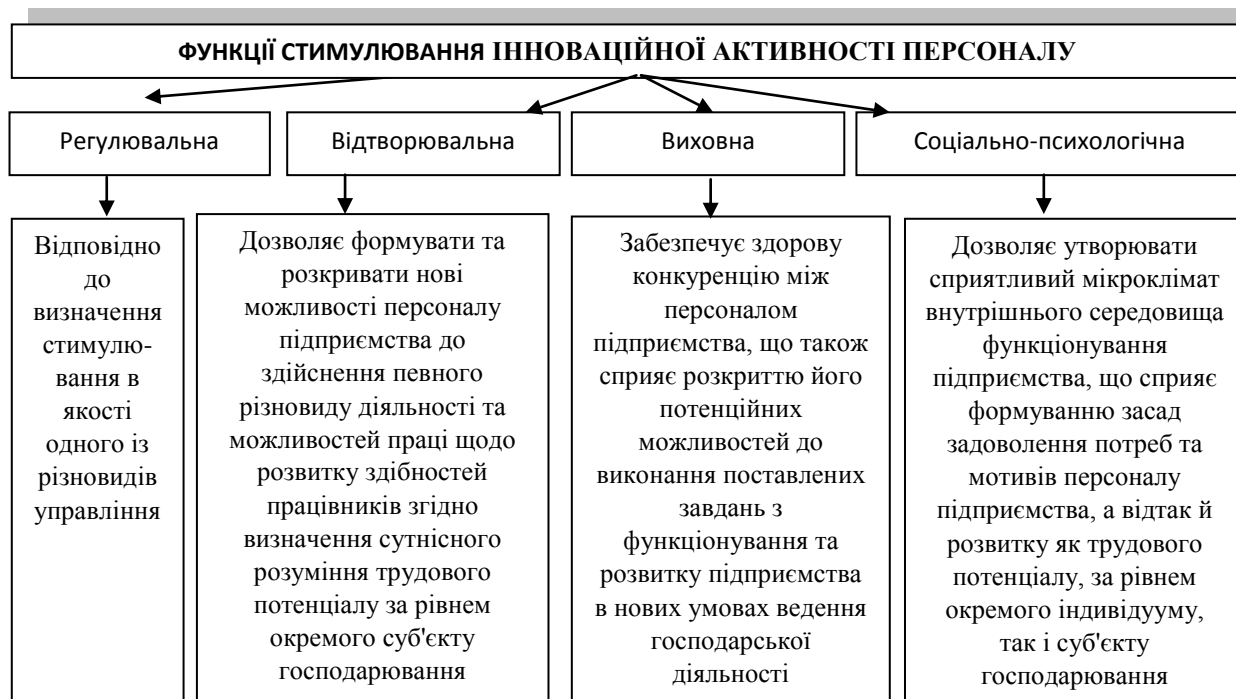 ФУНКЦІЇ СТИМУЛЮВАННЯ ІННОВАЦІЙНОЇ АКТИВНОСТІ ПЕРСОНАЛУ
Регулювальна
Відтворювальна
Виховна
Соціально-психологічна
Відповідно
до
визначення
стимулю-
вання в
якості
одного із
різновидів
управління
Дозволяє формувати та
розкривати нові
можливості персоналу
підприємства до
здійснення певного
різновиду діяльності та
можливостей праці щодо
розвитку здібностей
працівників згідно
визначення сутнісного
розуміння трудового
потенціалу за рівнем
окремого суб'єкту
господарювання
Забезпечує здорову
конкуренцію між
персоналом
підприємства, що також
сприяє розкриттю його
потенційних
можливостей до
виконання поставлених
завдань з
функціонування та
розвитку підприємства
в нових умовах ведення
господарської
діяльності
Дозволяє утворювати
сприятливий мікроклімат
внутрішнього середовища
функціонування
підприємства, що сприяє
формуванню засад
задоволення потреб та
мотивів персоналу
підприємства, а відтак й
розвитку як трудового
потенціалу, за рівнем
окремого індивідууму,
так і суб'єкту
господарювання